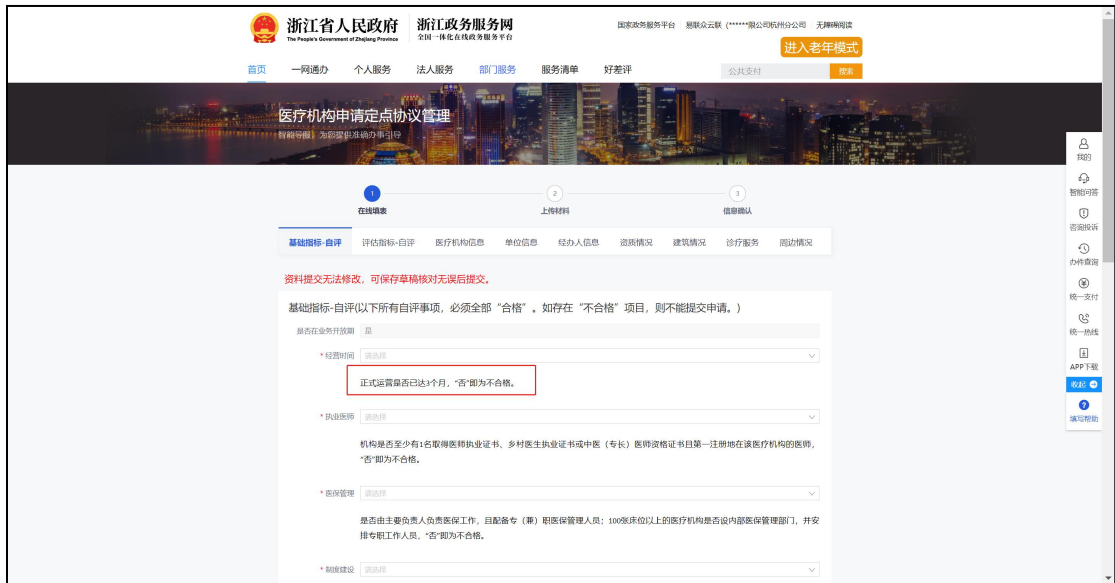 浙江省人民政府
The People's Government of Zhejiang Province
浙江政务服务网
全国一体化在线政务服务平台
国家政务服务平台 易联众云联（******限公司杭州分公司 无障碍阅读
进入老年模式
首页 一网通办 个人服务 法人服务 部门服务 服务清单 好差评
公共支付 搜索
医疗机构申请定点协议管理
智能导服，为您提供准确办事引导
1 2 3
在线填表 上传材料 信息确认
基础指标-自评 评估指标-自评 医疗机构信息 单位信息 经办人信息 资质情况 建筑情况 诊疗服务 周边情况
资料提交无法修改，可保存草稿核对无误后提交。
基础指标-自评(以下所有自评事项，必须全部“合格”。如存在“不合格”项目，则不能提交申请。)
是否在业务开放期 是
* 经营时间 请选择
正式运营是否已达3个月，“否”即为不合格。
* 执业医师 请选择
机构是否至少有1名取得医师执业证书、乡村医生执业证书或中医（专长）医师资格证书且第一注册地在该医疗机构的医师，
“否”即为不合格。
* 医保管理 请选择
是否由主要负责人负责医保工作，且配备专（兼）职医保管理人员；100张床位以上的医疗机构是否设内部医保管理部门，并安
排专职工作人员，“否”即为不合格。
* 制度建设 请选择
我的
智能问答
咨询投诉
办件查询
统一支付
统一热线
APP下载
收起
填写帮助